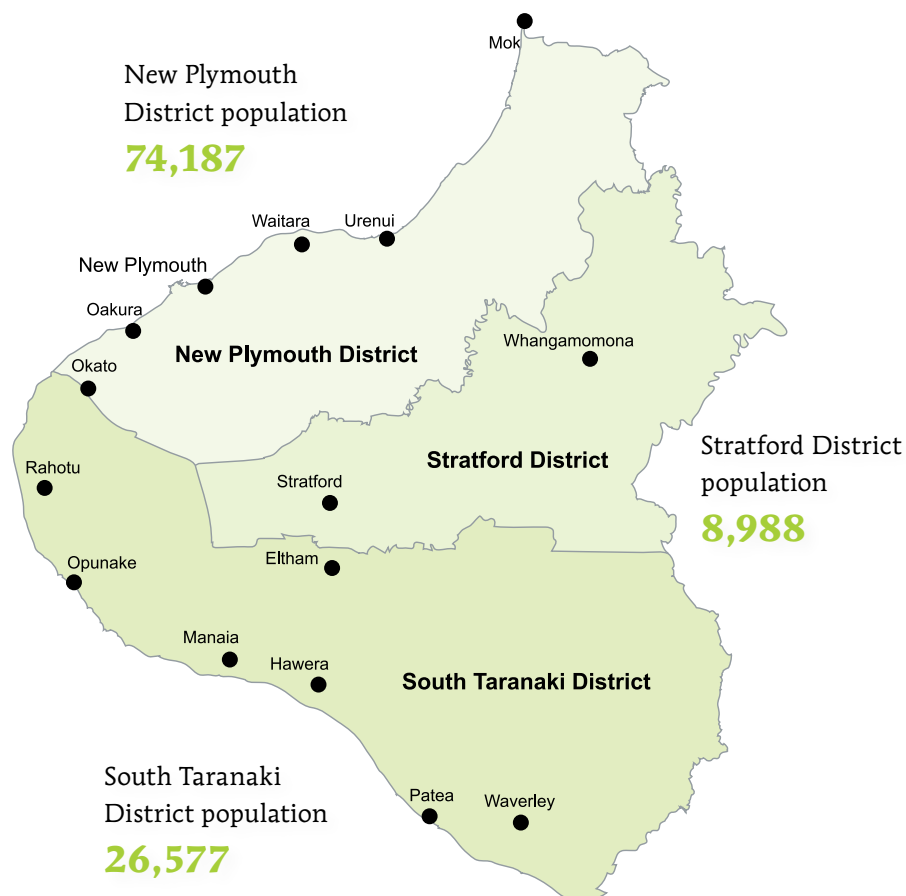 Mok
New Plymouth
District population
74,187
Waitara
Urenui
New Plymouth
Oakura
Whangamomona
New Plymouth District
Okato
Stratford District
population
8,988
Stratford District
Rahotu
Stratford
Eltham
Opunake
Manaia
Hawera
South Taranaki District
South Taranaki
District population
26,577
Patea
Waverley